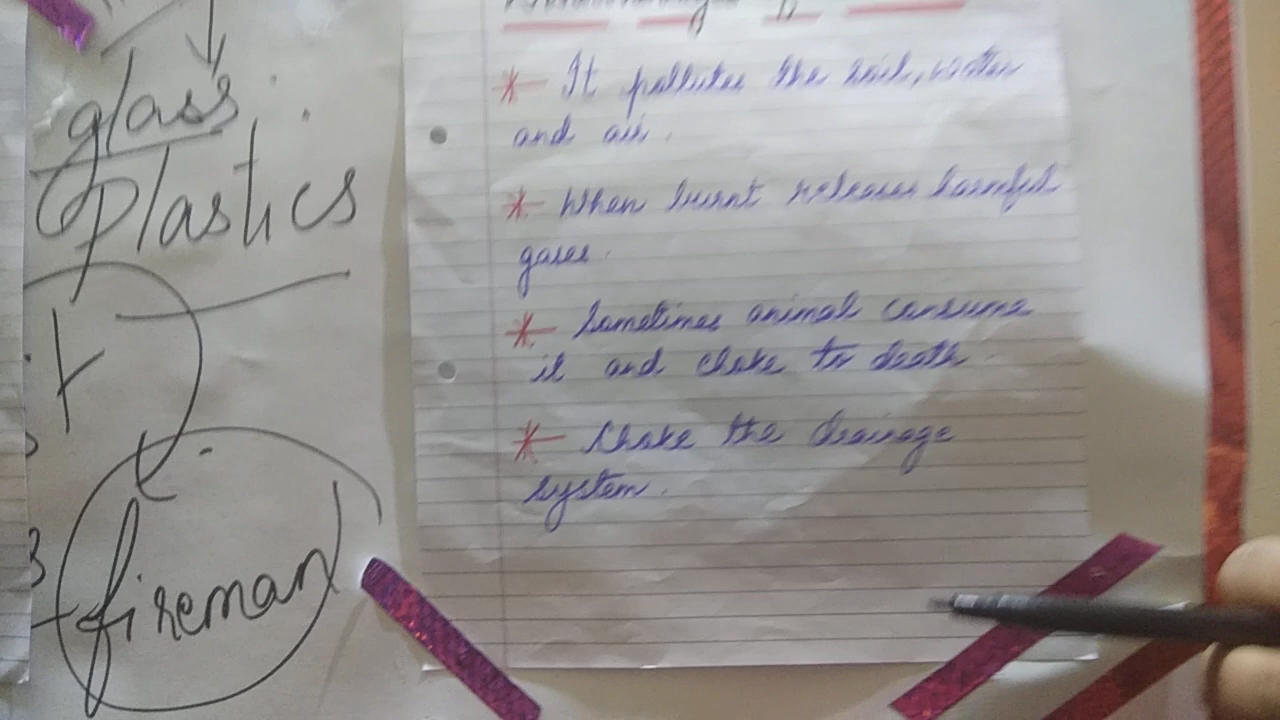 glass
plastics
fireman
It pollutes the soil, water
and air.
When burnt releases harmful
gases.
Sometimes animal consume
it and choke to death
Choke the drainage
system.